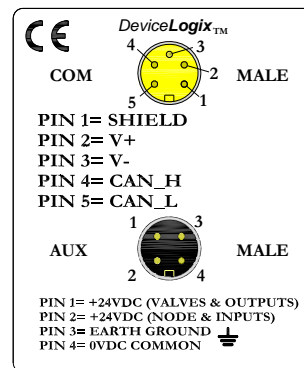 CE DeviceLogix™
4 3
COM 2 MALE
5 1
PIN 1= SHIELD
PIN 2= V+
PIN 3= V-
PIN 4= CAN_H
PIN 5= CAN_L
1 3
AUX MALE
2 4
PIN 1= +24VDC (VALVES & OUTPUTS)
PIN 2= +24VDC (NODE & INPUTS)
PIN 3= EARTH GROUND
PIN 4= 0VDC COMMON